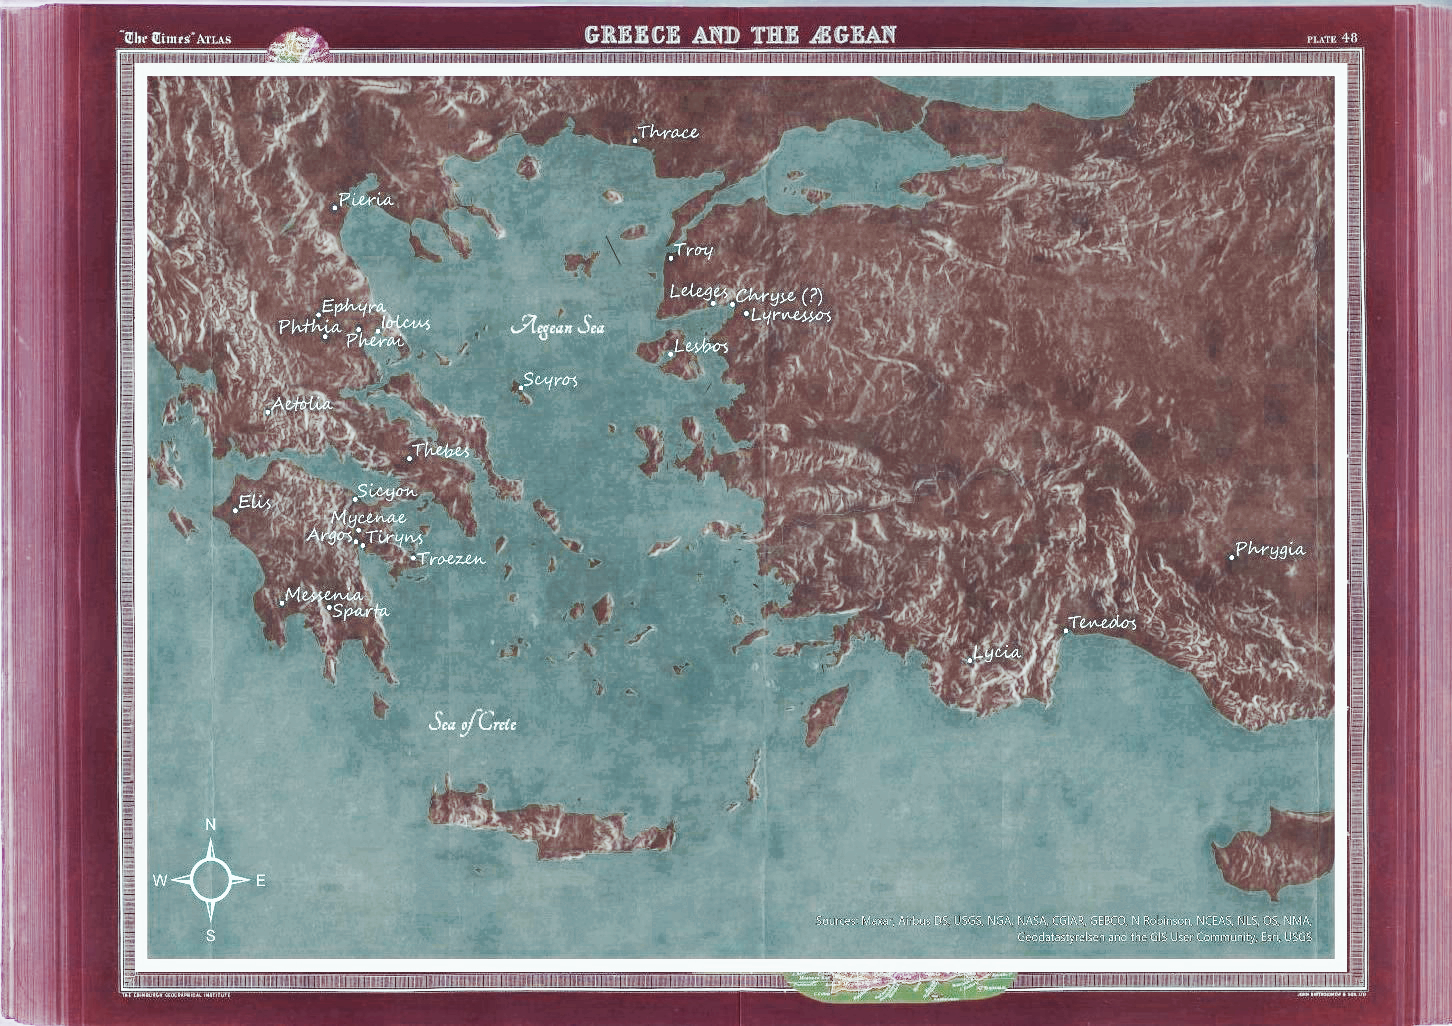 "The Times" ATLAS
GREECE AND THE ÆGEAN
PLATE 48
Thrace
Pieria
Troy
Leleges
Chryse (?)
Lyrnessos
Ephyra
Phthia
Iolcus
Pherai
Aegean Sea
Lesbos
Scyros
Aetolia
Thebes
Sicyon
Elis
Mycenae
Argos
Tiryns
Troezen
Phrygia
Messenia
Sparta
Tenedos
Lycia
Sea of Crete
N
W
E
S
Sources: Maxar, Airbus DS, USGS, NGA, NASA, CGIAR, GEBCO, N Robinson, NCEAS, NLS, OS, NMA,
Geodatastyrelsen and the GIS User Community, Esri, USGS
THE EDINBURGH GEOGRAPHICAL INSTITUTE
JOHN BARTHOLOMEW & SON, LTD